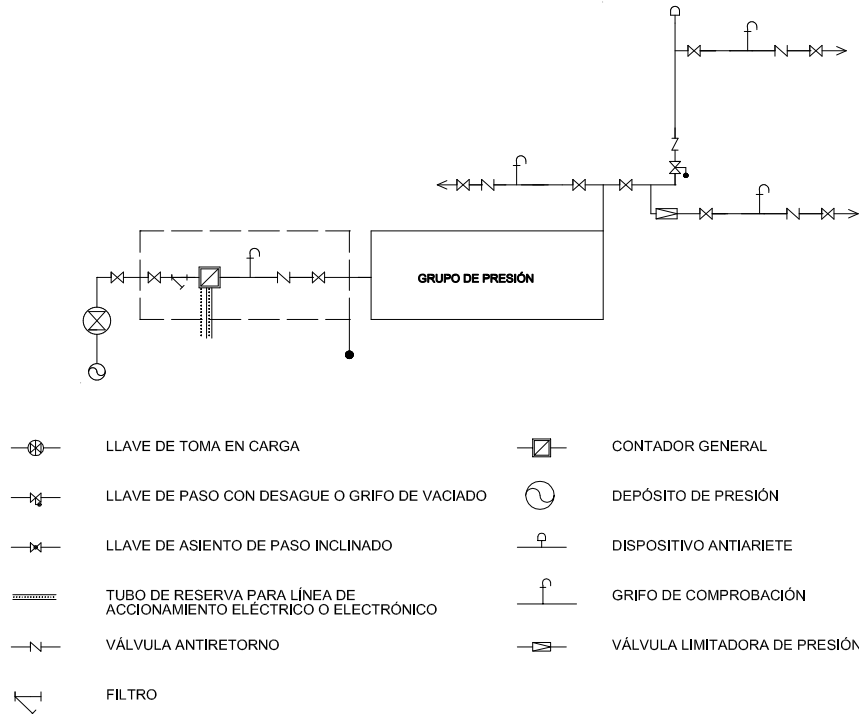 GRUPO DE PRESIÓN
LLAVE DE TOMA EN CARGA
CONTADOR GENERAL
LLAVE DE PASO CON DESAGUE O GRIFO DE VACIADO
DEPÓSITO DE PRESIÓN
LLAVE DE ASIENTO DE PASO INCLINADO
DISPOSITIVO ANTIARIETE
TUBO DE RESERVA PARA LÍNEA DE
ACCIONAMIENTO ELÉCTRICO O ELECTRÓNICO
GRIFO DE COMPROBACIÓN
VÁLVULA ANTIRETORNO
VÁLVULA LIMITADORA DE PRESIÓN
FILTRO